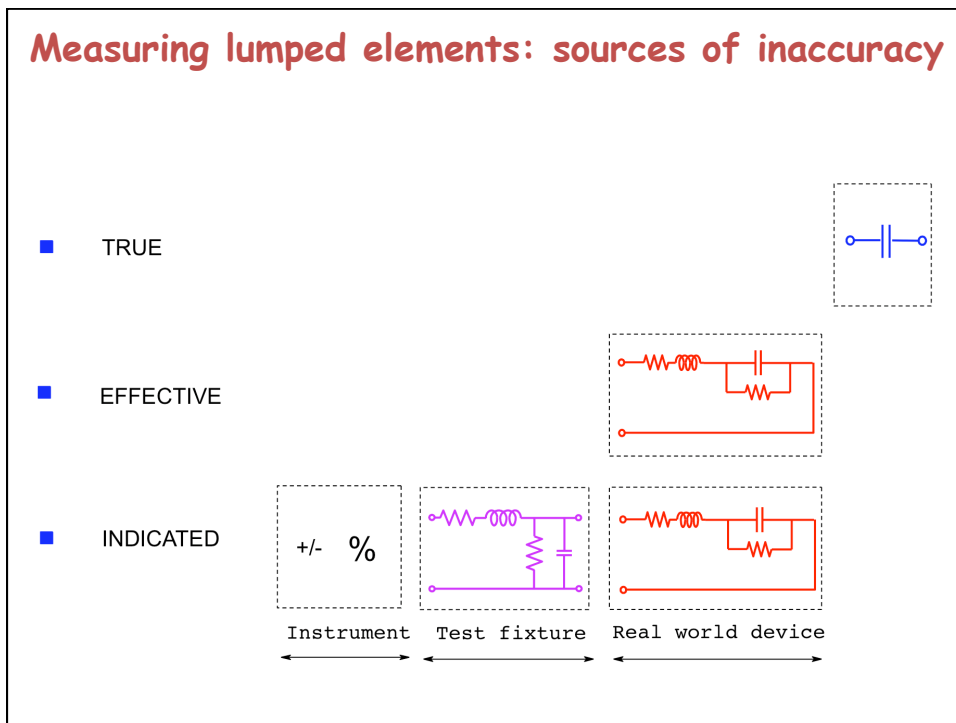 Measuring lumped elements: sources of inaccuracy
TRUE
EFFECTIVE
INDICATED
+/- %
Instrument Test fixture Real world device